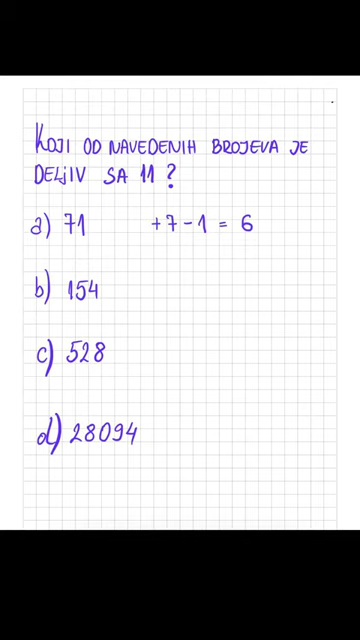 KOJI OD NAVEDENIH BROJEVA JE
DELJIV SA 11?
a) 71 +7-1 = 6
b) 154
c) 528
d) 28094